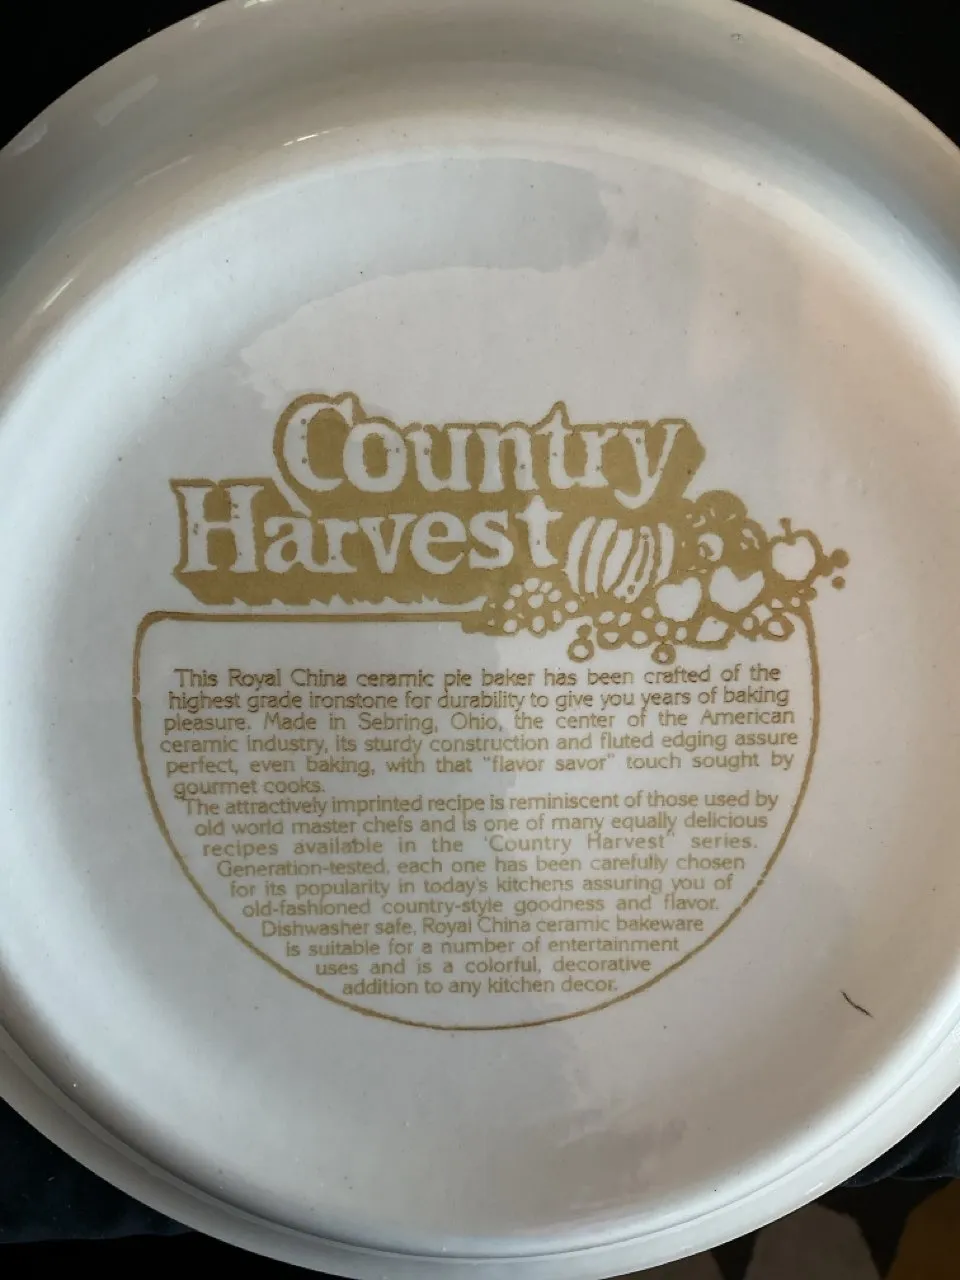 Country
Harvest
This Royal China ceramic pie baker has been crafted of the
highest grade ironstone for durability to give you years of baking
pleasure. Made in Sebring, Ohio, the center of the American
ceramic industry, its sturdy construction and fluted edging assure
perfect, even baking, with that "flavor savor" touch sought by
gourmet cooks.
The attractively imprinted recipe is reminiscent of those used by
old world master chefs and is one of many equally delicious
recipes available in the 'Country Harvest" series.
Generation-tested, each one has been carefully chosen
for its popularity in today's kitchens assuring you of
old-fashioned country-style goodness and flavor.
Dishwasher safe, Royal China ceramic bakeware
is suitable for a number of entertainment
uses and is a colorful, decorative
addition to any kitchen decor.